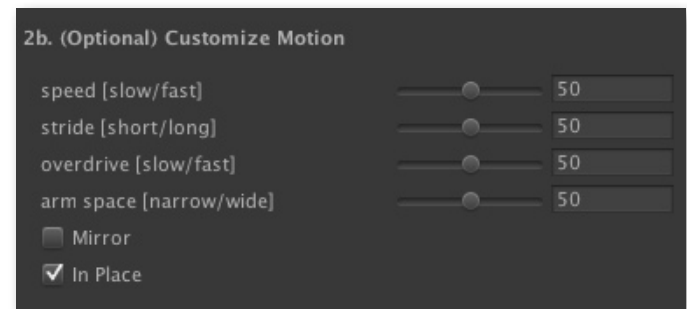 2b. (Optional) Customize Motion
speed [slow/fast] 50
stride [short/long] 50
overdrive [slow/fast] 50
arm space [narrow/wide] 50
Mirror
In Place